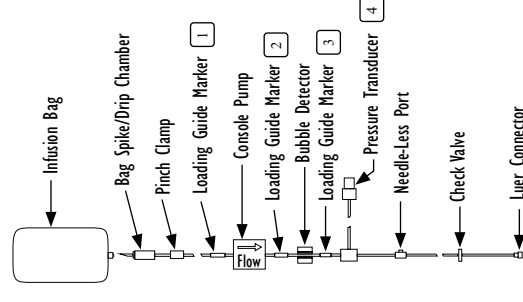 Infusion Bag
Bag Spike/Drip Chamber
Pinch Clamp
Loading Guide Marker 1
Console Pump
Flow
Loading Guide Marker 2
Bubble Detector
Loading Guide Marker 3
Pressure Transducer 4
Needle-Less Port
Check Valve
Luer Connector